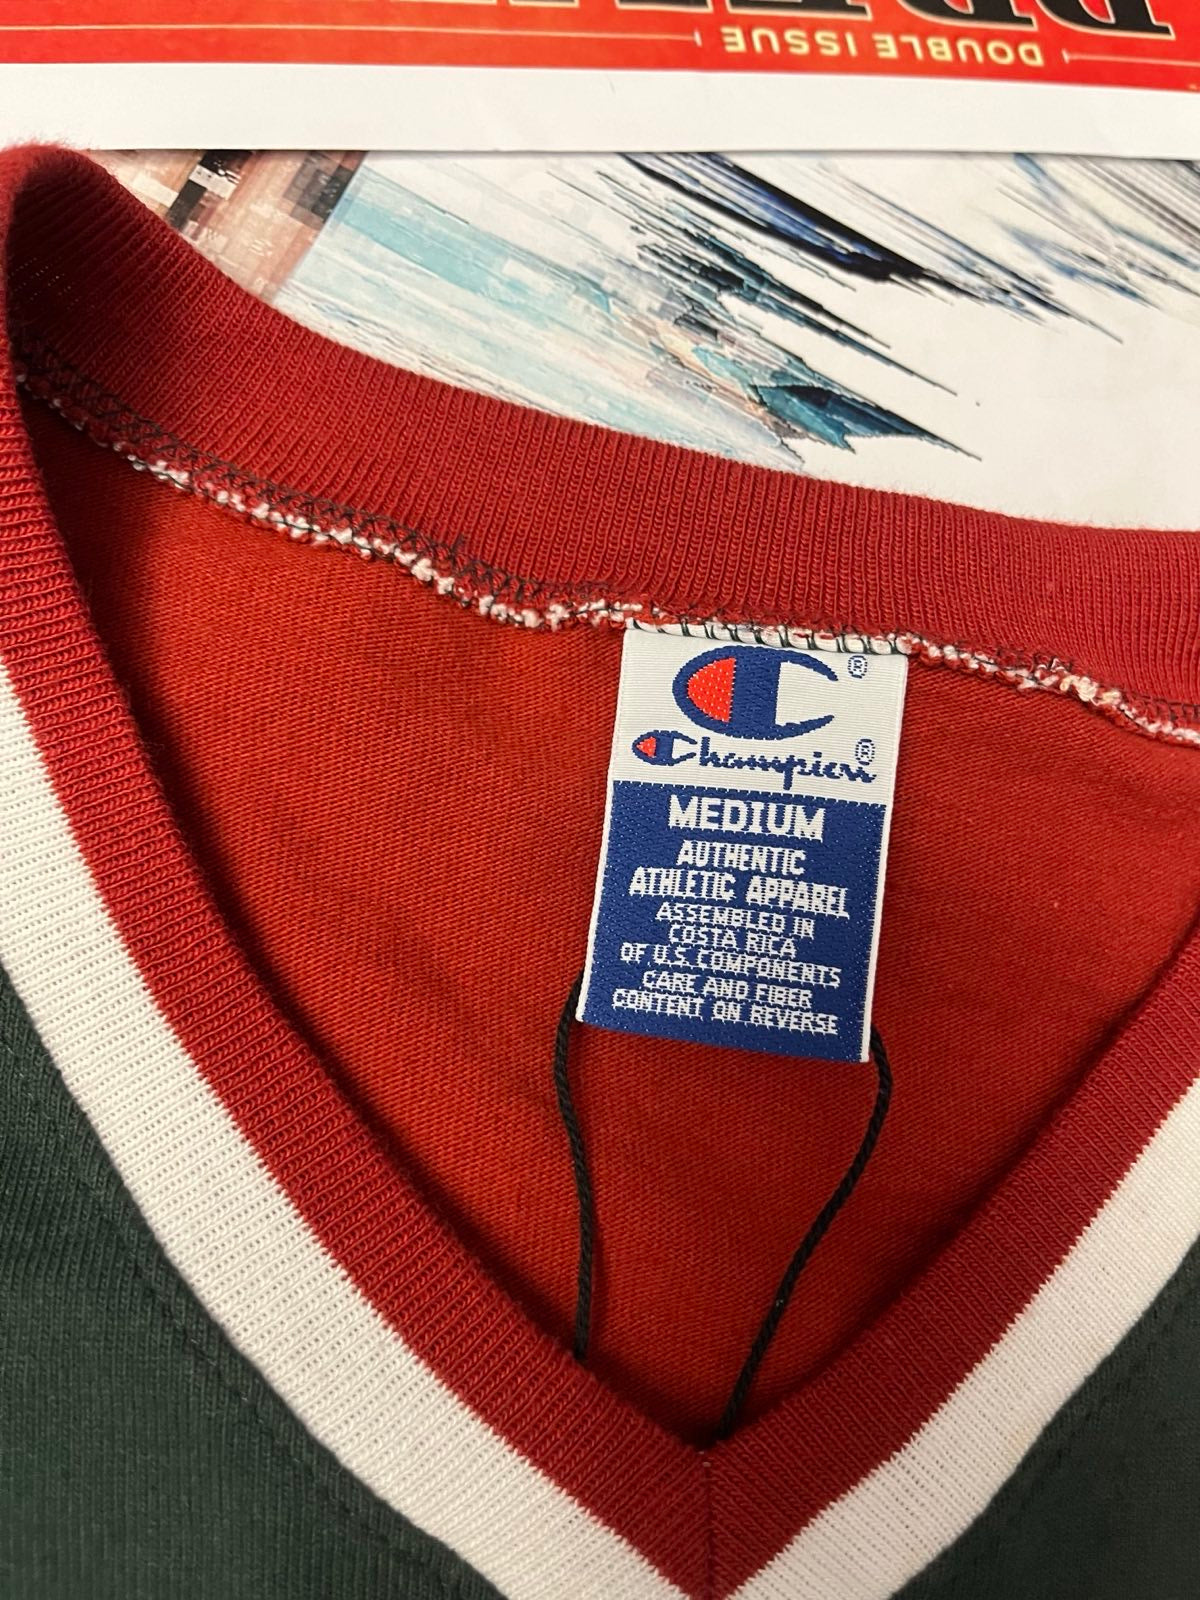 DOUBLE ISSUE
®
Champion®
MEDIUM
AUTHENTIC
ATHLETIC APPAREL
ASSEMBLED IN
COSTA RICA
OF U.S. COMPONENTS
CARE AND FIBER
CONTENT ON REVERSE